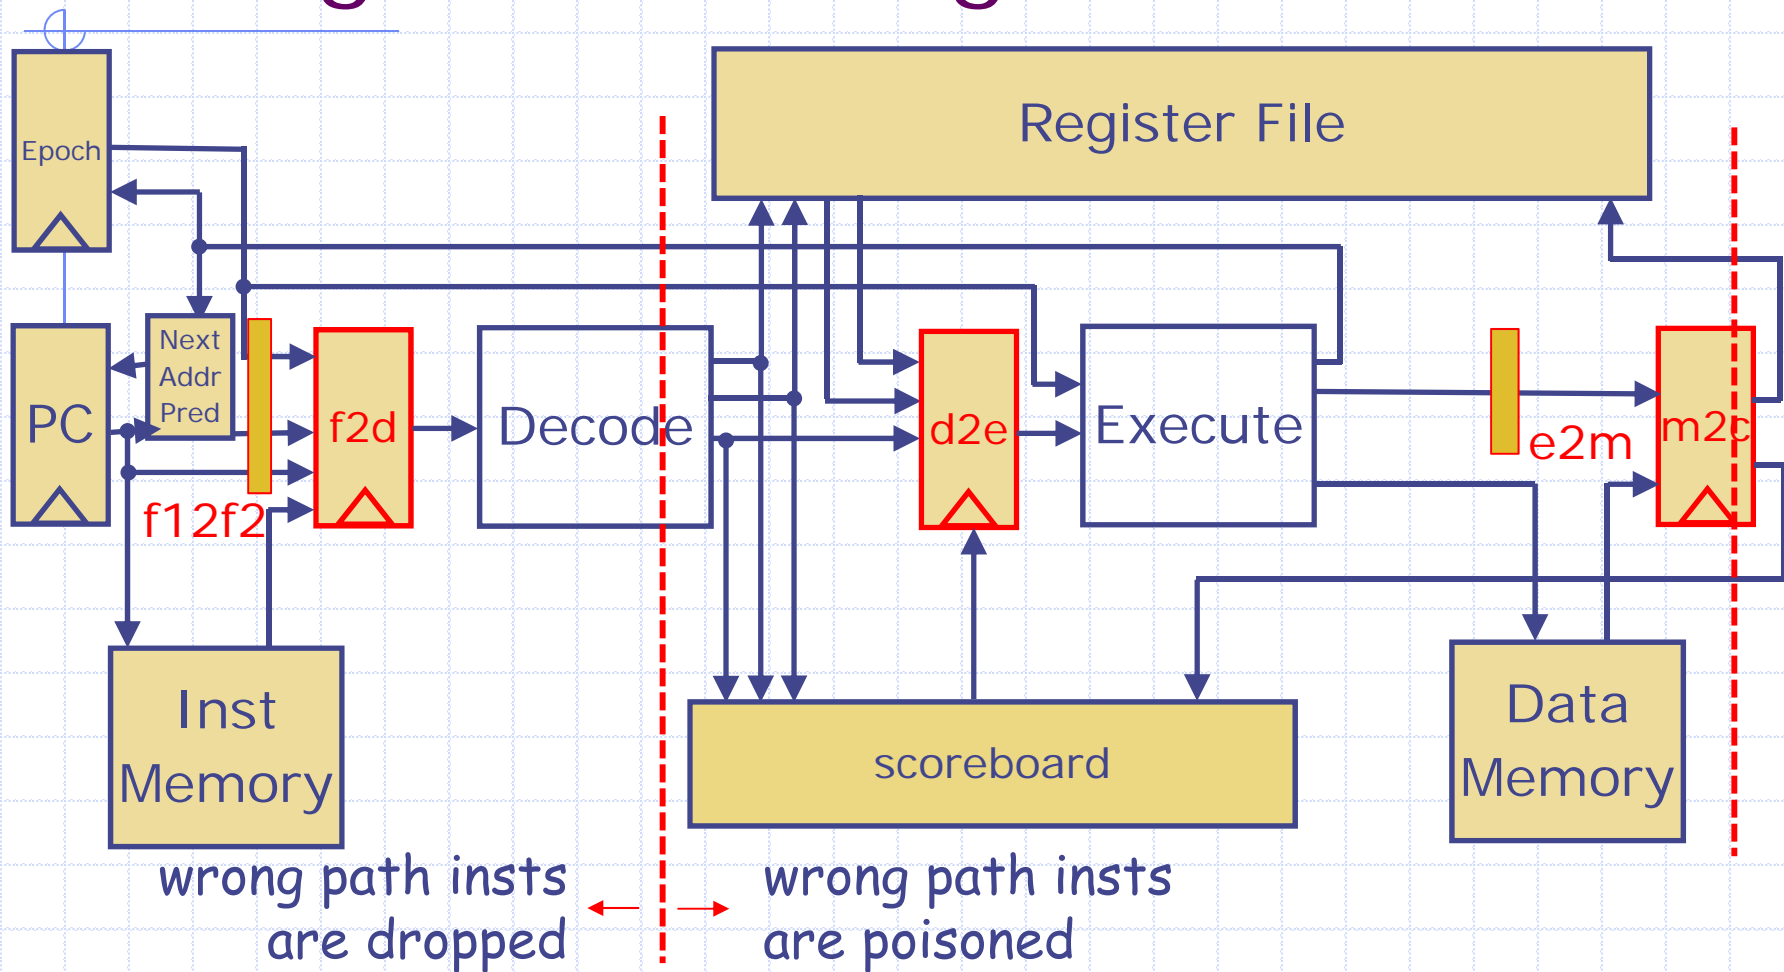 Register File
Epoch
Next
Addr
Pred
PC
f2d
Decode
d2e
Execute
e2m
m2c
f12f2
Inst
Memory
scoreboard
Data
Memory
wrong path insts
are dropped
wrong path insts
are poisoned